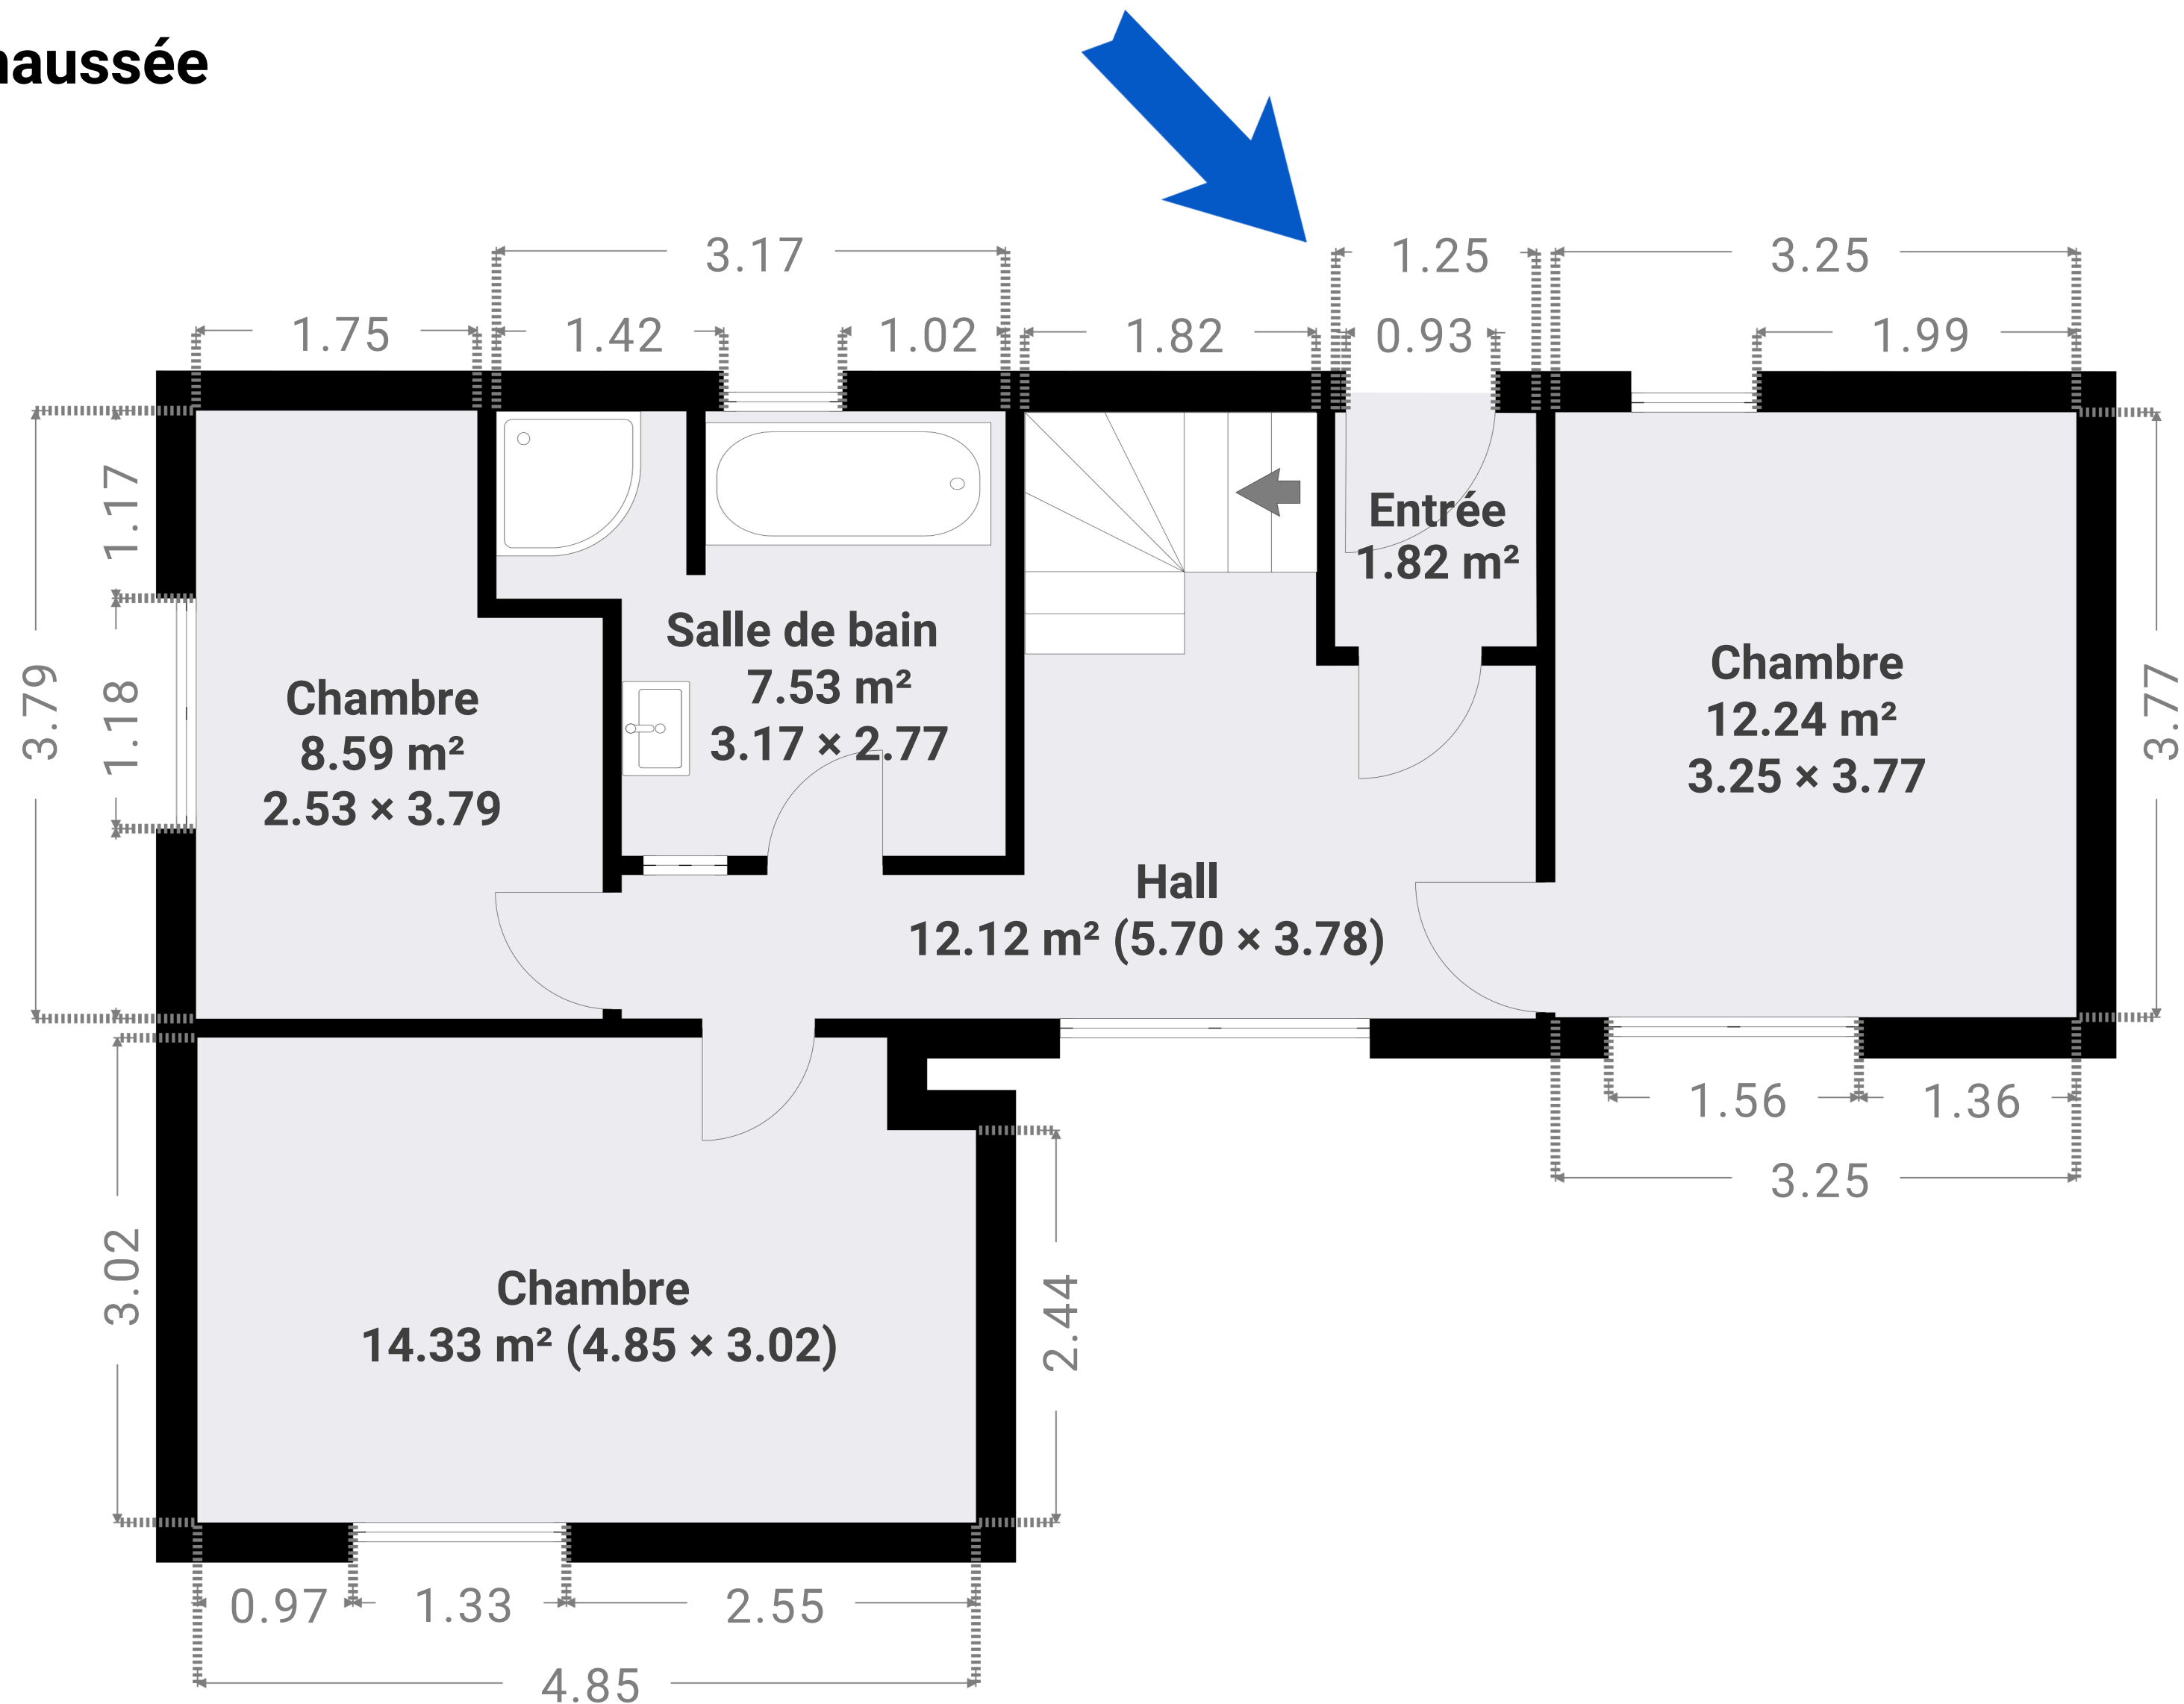 haussée
1.25
3.25
3.17
1.75
1.42
1.02
1.82
0.93
1.99
1.17
Entrée
1.82 m²
Salle de bain
7.53 m²
3.17 × 2.77
Chambre
8.59 m²
2.53 × 3.79
Chambre
12.24 m²
3.25 × 3.77
3.79
1.18
3.77
Hall
12.12 m² (5.70 × 3.78)
1.56
1.36
3.25
3.02
2.44
Chambre
14.33 m² (4.85 × 3.02)
0.97
1.33
2.55
4.85